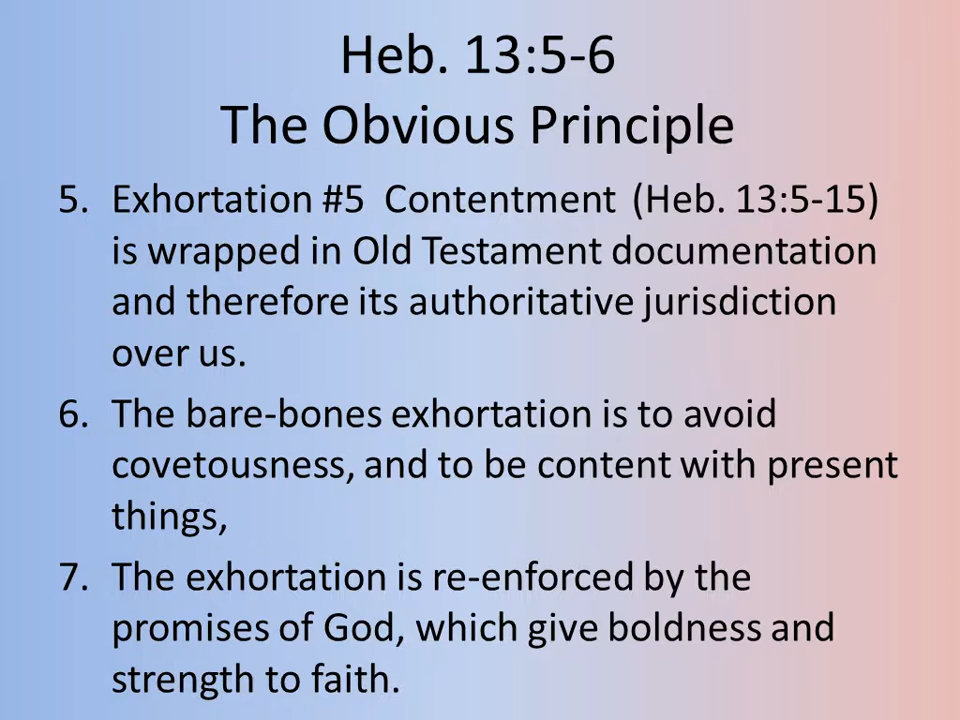 Heb. 13:5-6
The Obvious Principle
5. Exhortation #5  Contentment (Heb. 13:5-15)
is wrapped in Old Testament documentation
and therefore its authoritative jurisdiction
over us.
6. The bare-bones exhortation is to avoid
covetousness, and to be content with present
things,
7. The exhortation is re-enforced by the
promises of God, which give boldness and
strength to faith.